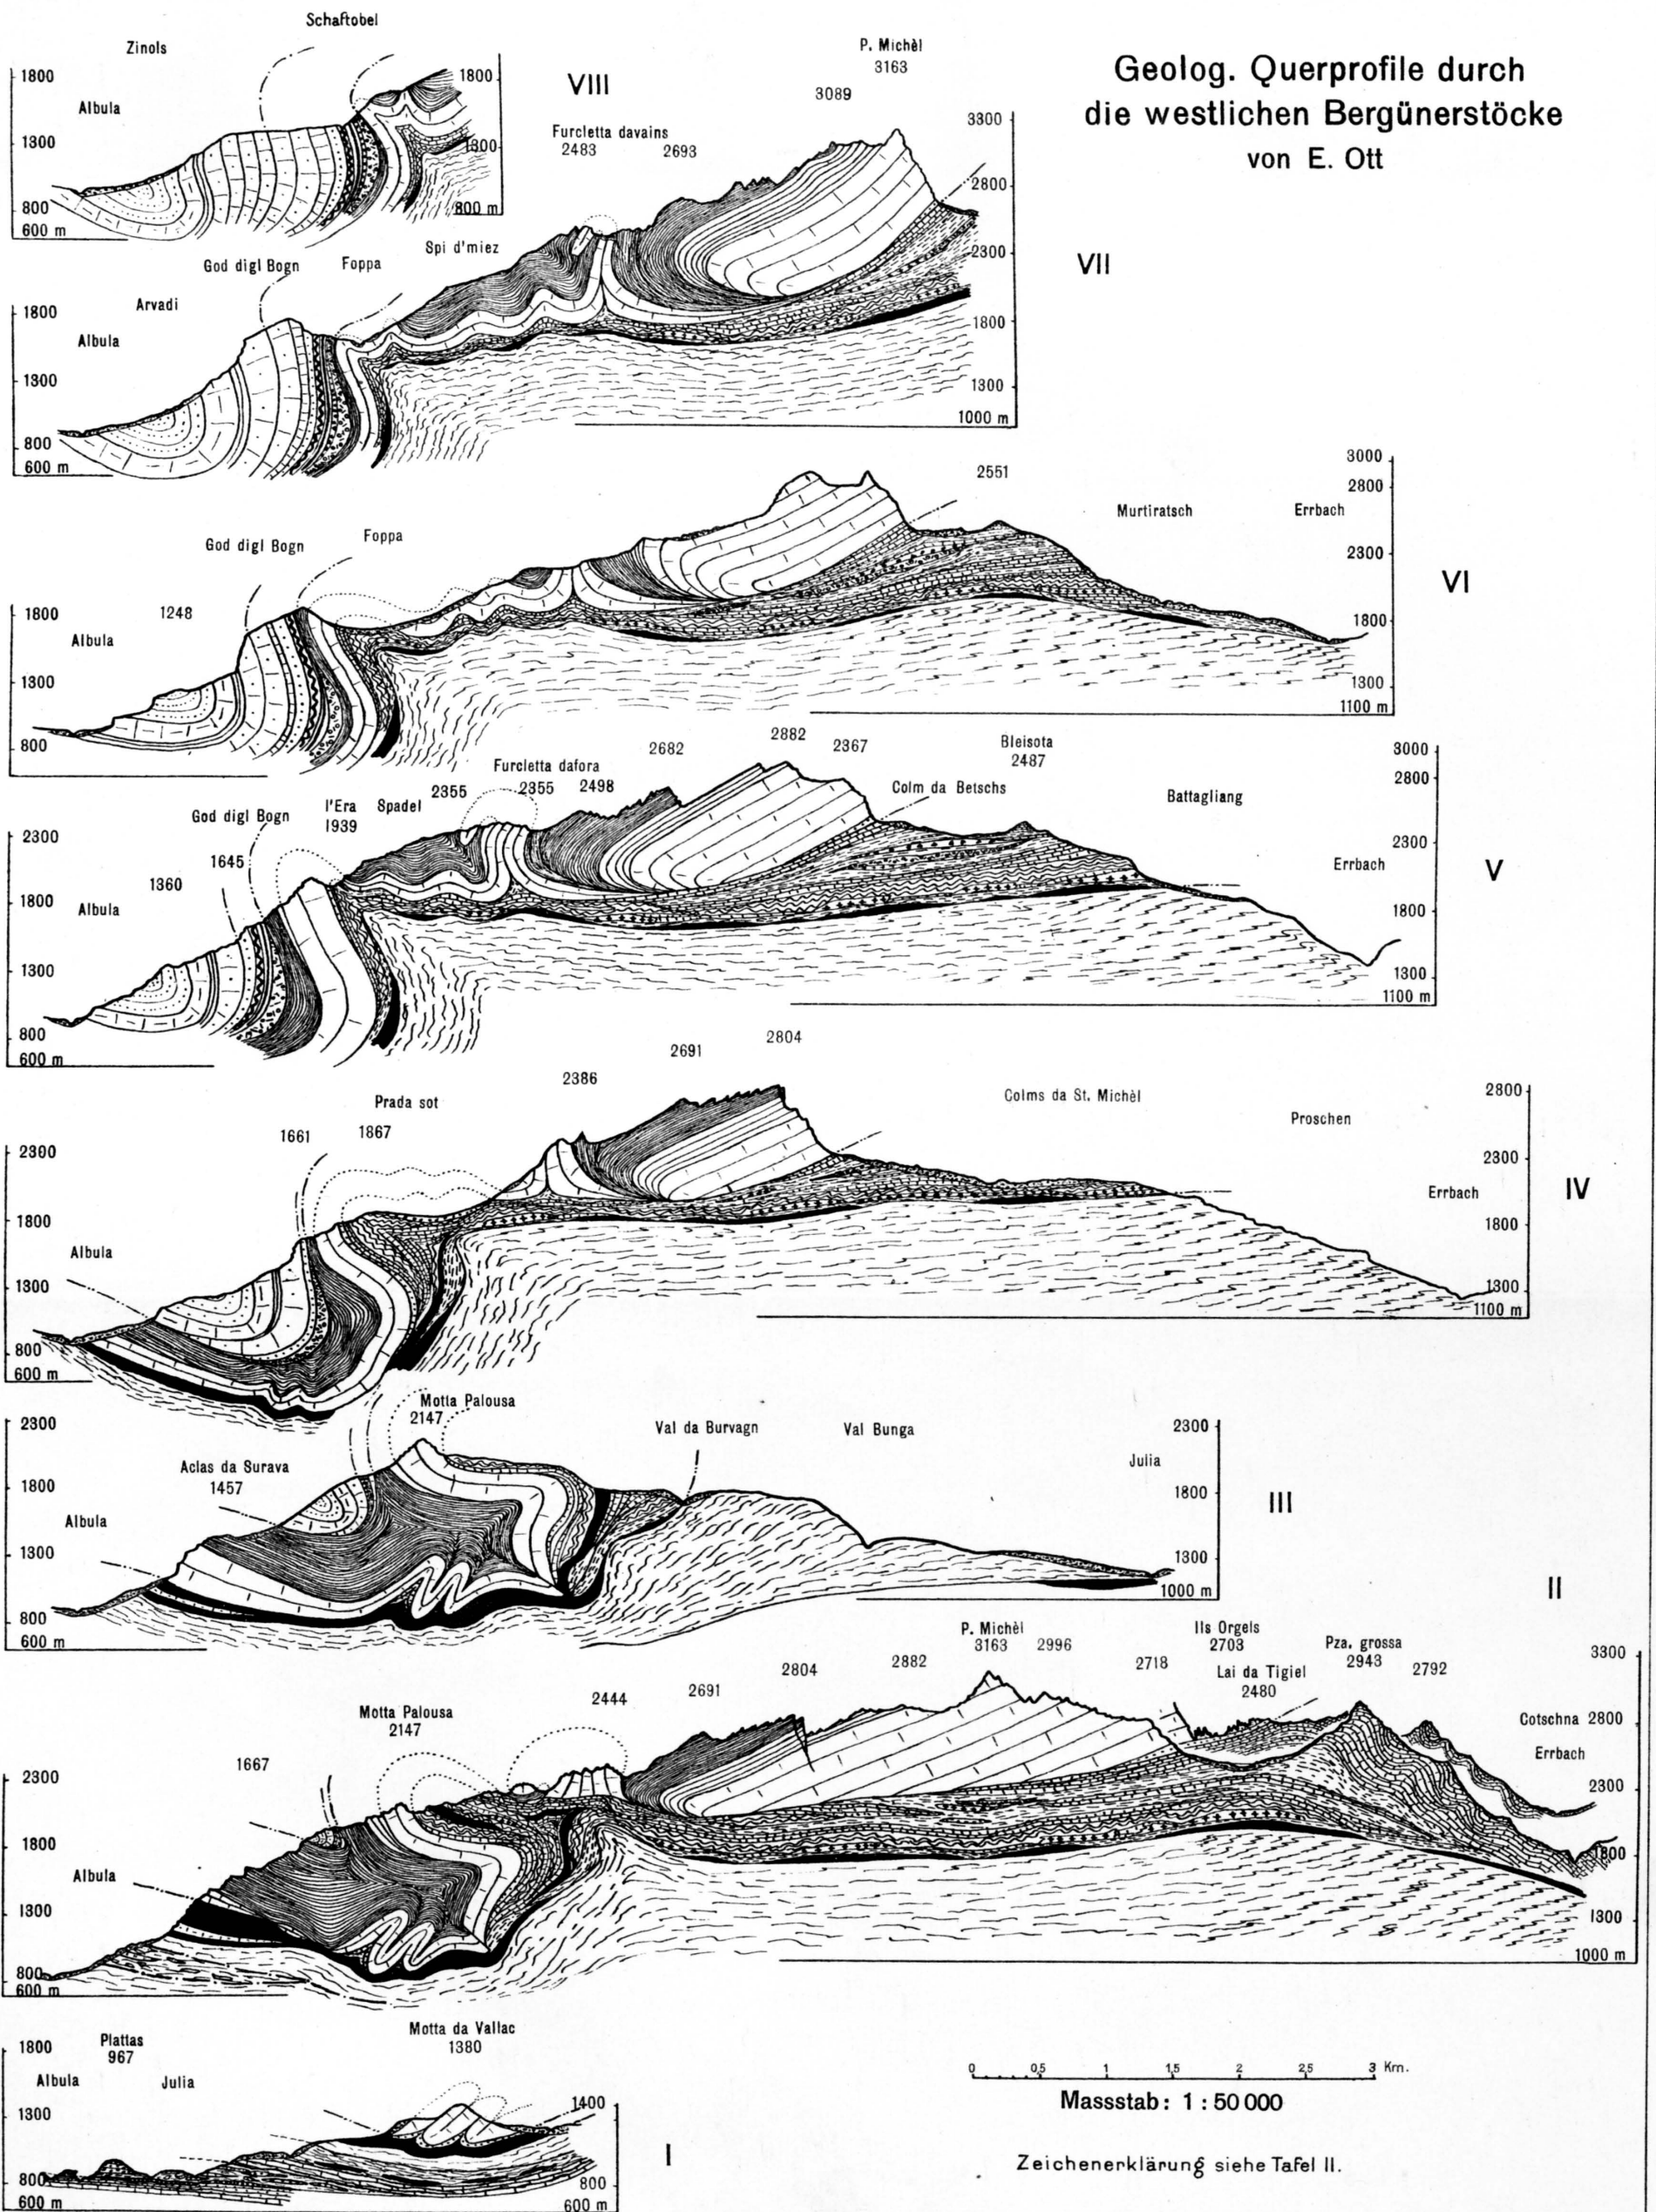 Geolog. Querprofile durch
die westlichen Bergünerstöcke
von E. Ott
Schaftobel
Zinols
1800
Albula
1300
800
600 m
1800
1300
800 m
VIII
P. Michèl
3163
3089
Furcletta davains
2483
2693
3300
2800
2300
1800
1300
1000 m
VII
Spi d'miez
God digl Bogn
Foppa
Arvadi
1800
Albula
1300
800
600 m
3000
2800
2551
Murtiratsch
Errbach
2300
VI
Foppa
God digl Bogn
1800
1248
Albula
1300
800
1800
1300
1100 m
2882
2682
2367
Bleisota
2487
3000
2800
Furcletta dafora
2355
2355
2498
Colm da Betschs
Battagliang
l'Era
1939
Spadel
God digl Bogn
2300
1645
1360
1800
Albula
1300
800
600 m
2300
Errbach
V
1800
1300
1100 m
2804
2691
2386
Colms da St. Michèl
Proschen
2800
Prada sot
1661
1867
2300
1800
Albula
1300
800
600 m
2300
Errbach
IV
1800
1300
1100 m
Motta Palousa
2147
Val da Burvagn
Val Bunga
Julia
2300
2300
Aclas da Surava
1457
1800
Albula
1300
800
600 m
1800
III
1300
1000 m
II
P. Michèl
3163
2996
Ils Orgels
2703
Pza. grossa
2943
2792
3300
2804
2882
2718
Lai da Tigiel
2480
2444
2691
Motta Palousa
2147
Cotschna
2800
Errbach
1667
2300
2300
1800
1800
Albula
1300
1300
800
600 m
1000 m
Motta da Vallac
1380
1800
Plattas
967
Albula
Julia
1300
1400
800
600 m
800
600 m
I
0
0,5
1
1,5
2
2,5
3 Km.
Massstab: 1 : 50 000
Zeichenerklärung siehe Tafel II.